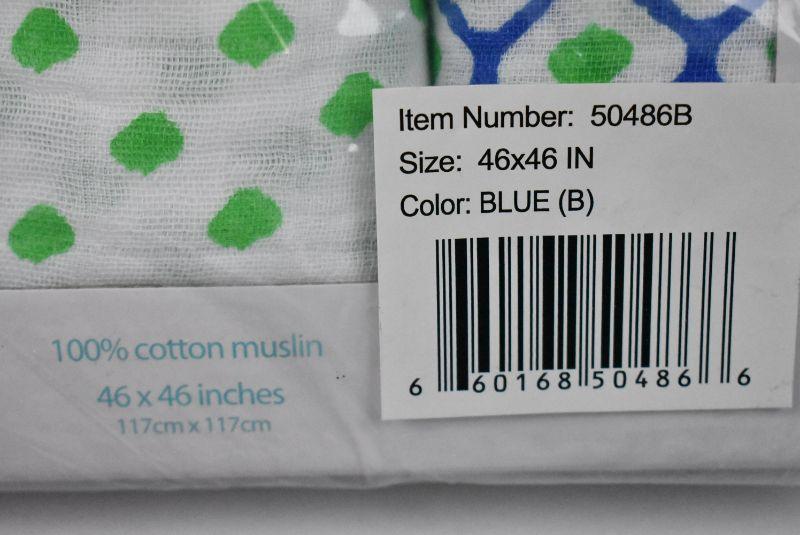 Item Number: 50486B
Size: 46x46 IN
Color: BLUE (B)
6 60168 50486 6
100% cotton muslin
46 x 46 inches
117cm x 117cm